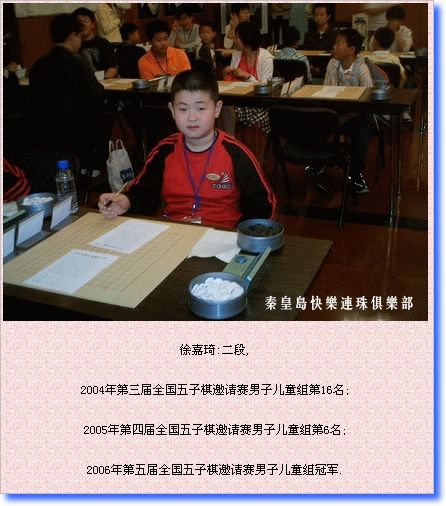 秦皇島快樂連珠俱樂部
徐嘉琦:二段,
2004年第三届全国五子棋邀请赛男子儿童组第16名;
2005年第四届全国五子棋邀请赛男子儿童组第6名;
2006年第五届全国五子棋邀请赛男子儿童组冠军.